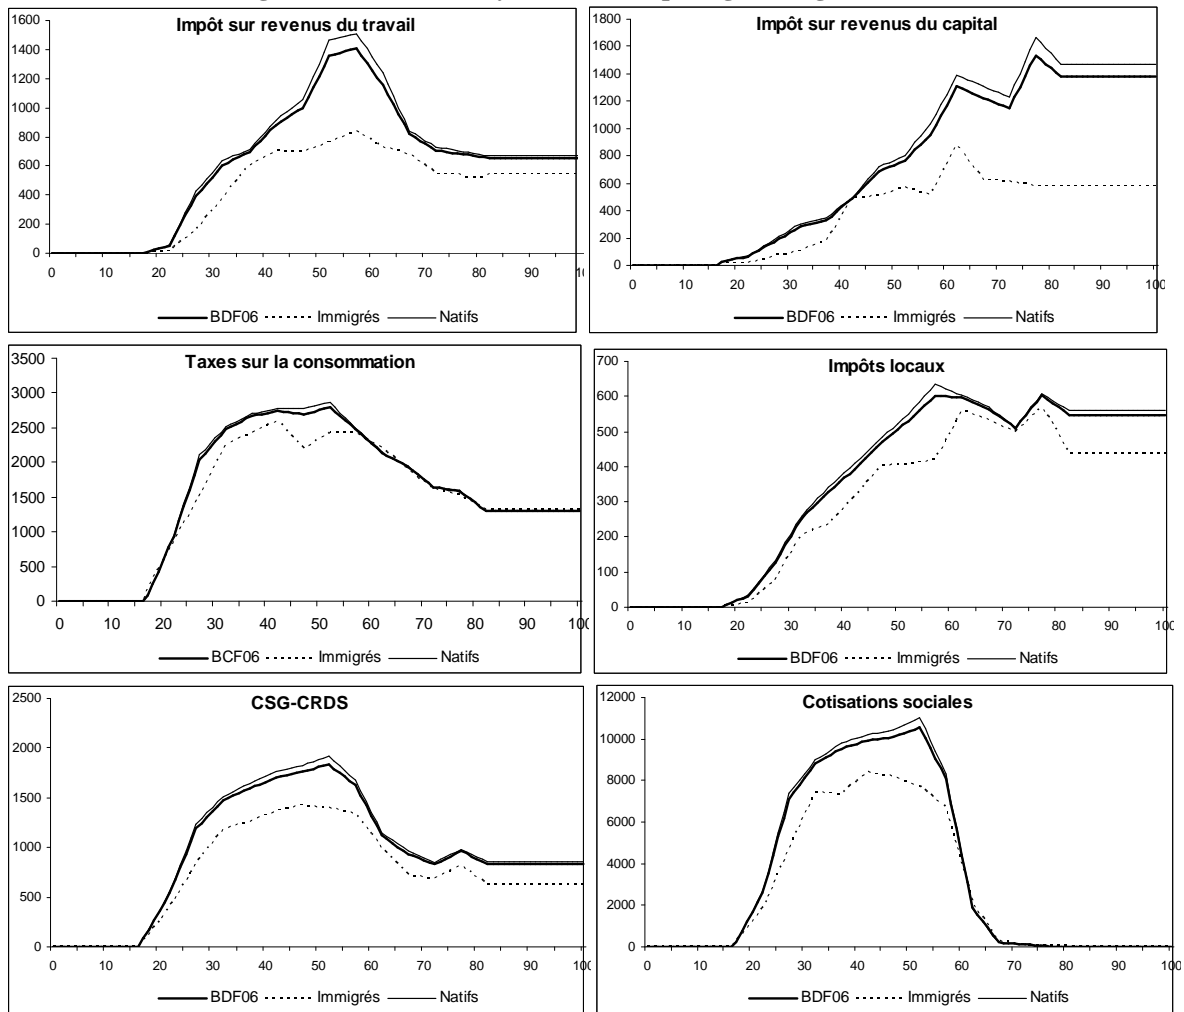 Impôt sur revenus du travail
1600
1400
1200
1000
800
600
400
200
0
0 10 20 30 40 50 60 70 80 90 100
BDF06 Immigrés Natifs
Impôt sur revenus du capital
1800
1600
1400
1200
1000
800
600
400
200
0
0 10 20 30 40 50 60 70 80 90 100
BDF06 Immigrés Natifs
Taxes sur la consommation
3500
3000
2500
2000
1500
1000
500
0
0 10 20 30 40 50 60 70 80 90 100
BCF06 Immigrés Natifs
Impôts locaux
700
600
500
400
300
200
100
0
0 10 20 30 40 50 60 70 80 90 100
BDF06 Immigrés Natifs
CSG-CRDS
2500
2000
1500
1000
500
0
0 10 20 30 40 50 60 70 80 90 100
BDF06 Immigrés Natifs
Cotisations sociales
12000
10000
8000
6000
4000
2000
0
0 10 20 30 40 50 60 70 80 90 100
BDF06 Immigrés Natifs